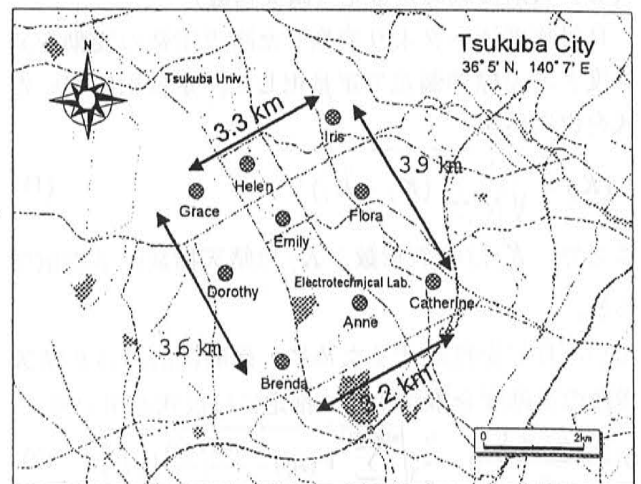 N
Tsukuba City
36° 5' N, 140° 7' E
Tsukuba Univ.
3.3 km
Iris
3.9 km
Helen
Grace
Flora
Emily
Dorothy
Electrotechnical Lab.
Catherine
Anne
3.6 km
Brenda
3.2 km
0 2km